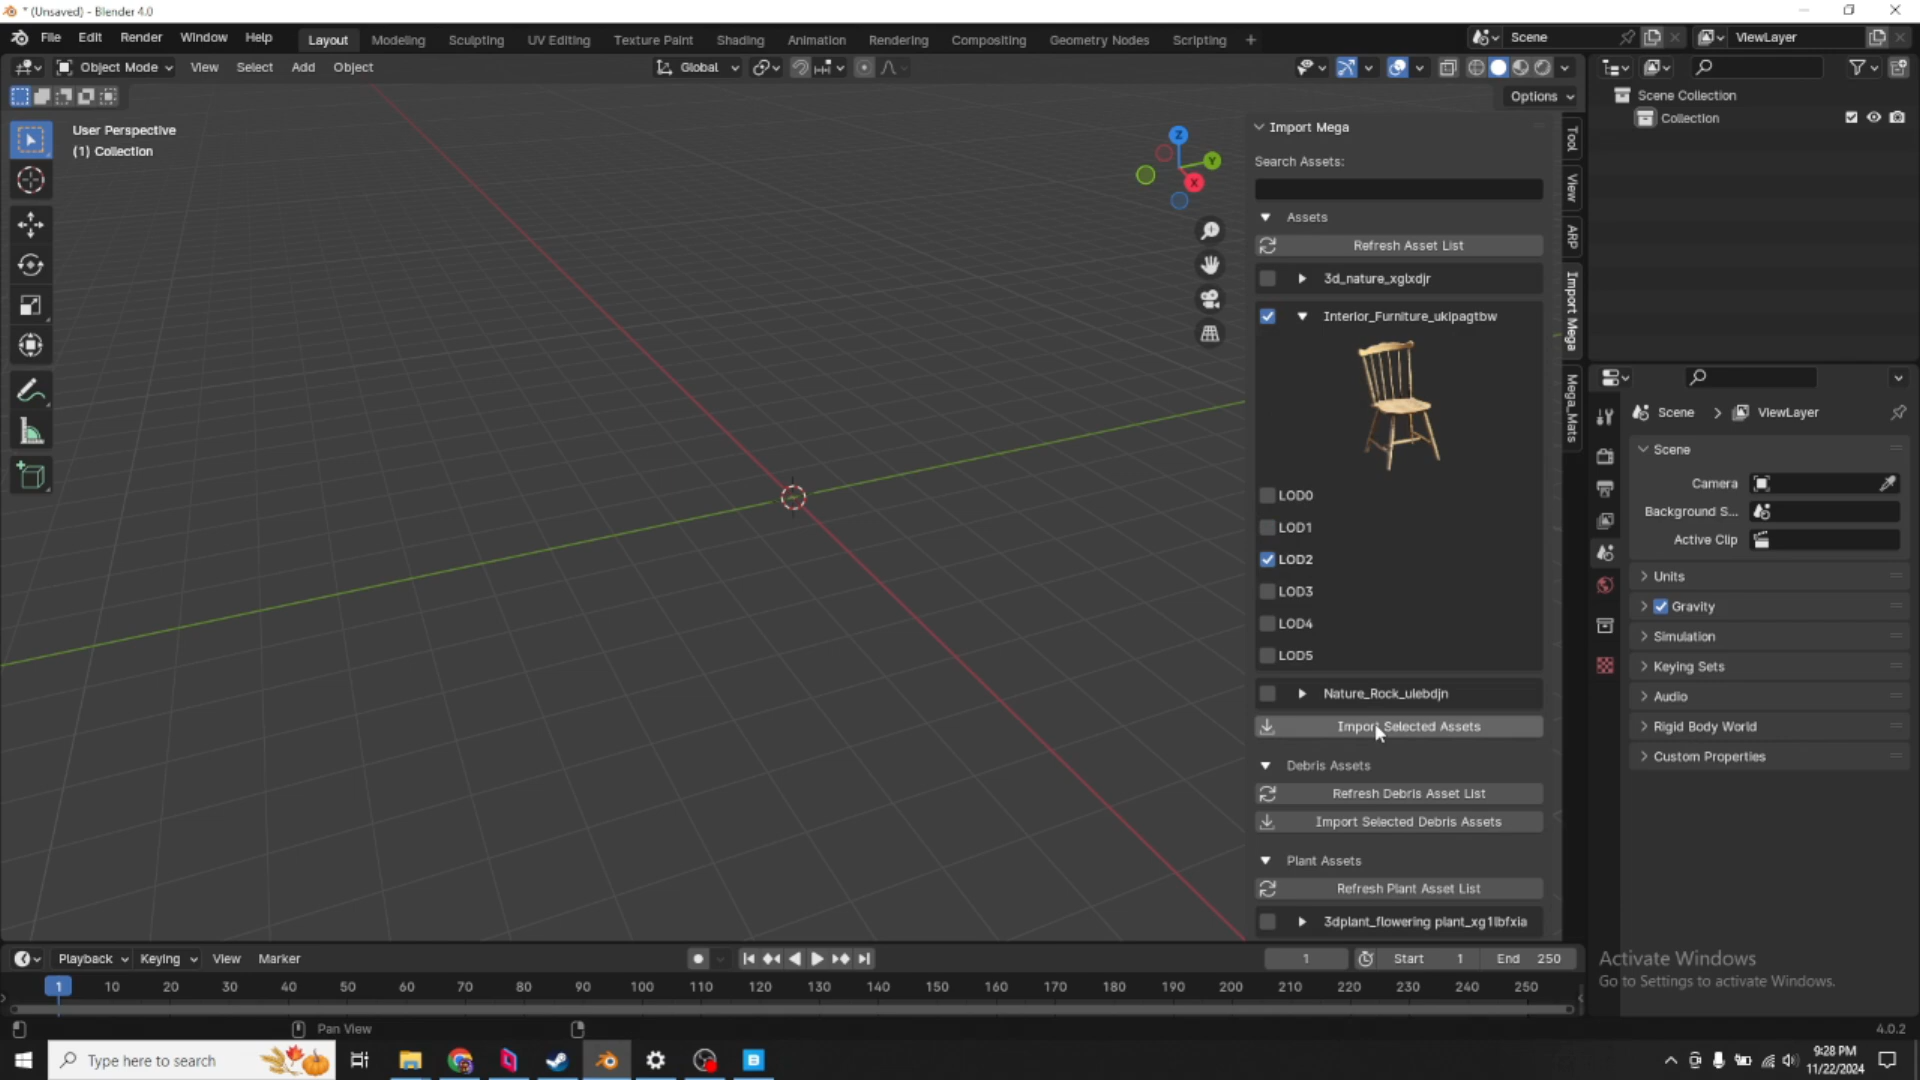 * (Unsaved) - Blender 4.0
File Edit Render Window Help Layout Modeling Sculpting UV Editing Texture Paint Shading Animation Rendering Compositing Geometry Nodes Scripting + Scene ViewLayer
Object Mode View Select Add Object Global
Options
User Perspective
(1) Collection
Z
Y
X
Import Mega
Search Assets:
Assets
Refresh Asset List
3d_nature_xglxdjr
Interior_Furniture_ukipagtbw
LOD0
LOD1
LOD2
LOD3
LOD4
LOD5
Nature_Rock_ulebdjn
Import Selected Assets
Debris Assets
Refresh Debris Asset List
Import Selected Debris Assets
Plant Assets
Refresh Plant Asset List
3dplant_flowering plant_xg1lbfxia
Tool
View
ARP
Import Mega
Mega_Mats
Scene Collection
Collection
Scene > ViewLayer
Scene
Camera
Background S...
Active Clip
Units
Gravity
Simulation
Keying Sets
Audio
Rigid Body World
Custom Properties
Playback Keying View Marker 1 Start 1 End 250
1 10 20 30 40 50 60 70 80 90 100 110 120 130 140 150 160 170 180 190 200 210 220 230 240 250
Activate Windows
Go to Settings to activate Windows.
Pan View 4.0.2
Type here to search
9:28 PM
11/22/2024